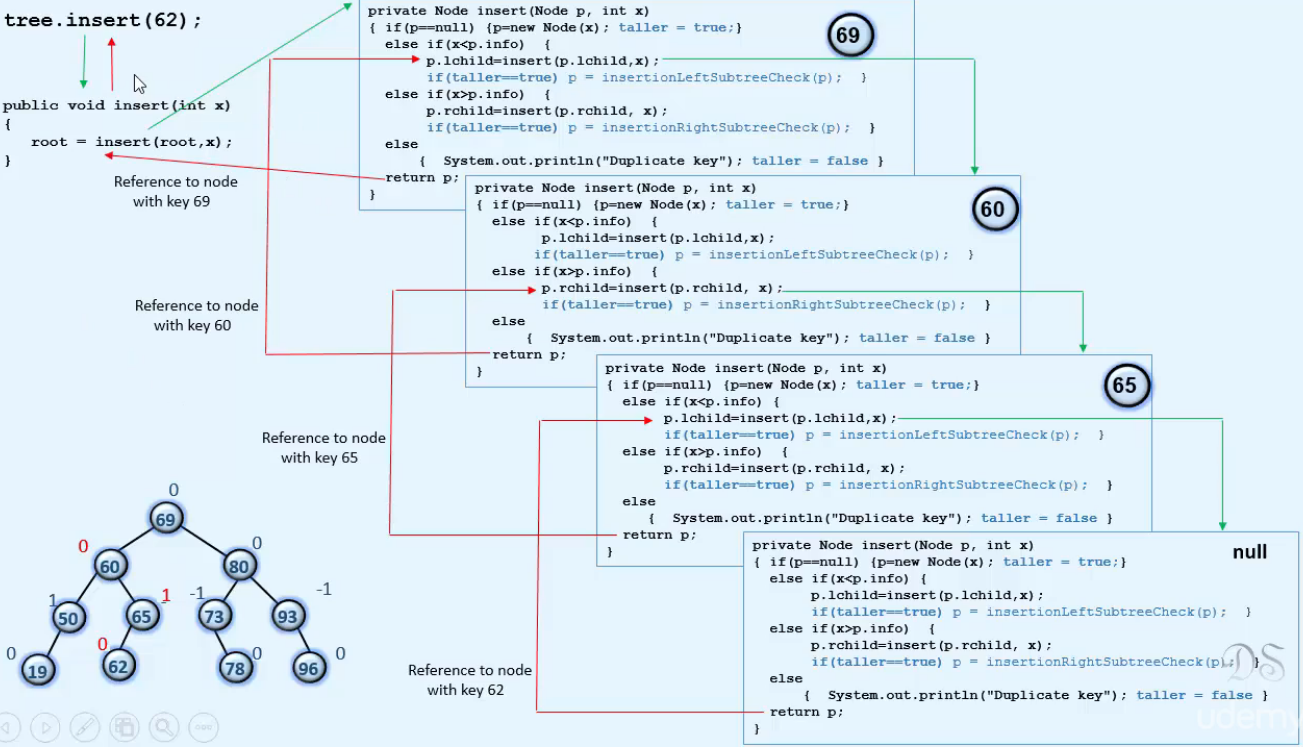 tree.insert(62);
public void insert(int x)
{
root = insert(root,x);
}
Reference to node
with key 69
private Node insert(Node p, int x)
{ if(p==null) {p=new Node(x); taller = true;}
else if(x<p.info) {
p.lchild=insert(p.lchild,x);
if(taller==true) p = insertionLeftSubtreeCheck(p); }
else if(x>p.info) {
p.rchild=insert(p.rchild, x);
if(taller==true) p = insertionRightSubtreeCheck(p); }
else
{ System.out.println("Duplicate key"); taller = false }
return p;
}
69
Reference to node
with key 60
private Node insert(Node p, int x)
{ if(p==null) {p=new Node(x); taller = true;}
else if(x<p.info) {
p.lchild=insert(p.lchild,x);
if(taller==true) p = insertionLeftSubtreeCheck(p); }
else if(x>p.info) {
p.rchild=insert(p.rchild, x);
if(taller==true) p = insertionRightSubtreeCheck(p); }
else
{ System.out.println("Duplicate key"); taller = false }
return p;
}
60
Reference to node
with key 65
private Node insert(Node p, int x)
{ if(p==null) {p=new Node(x); taller = true;}
else if(x<p.info) {
p.lchild=insert(p.lchild,x);
if(taller==true) p = insertionLeftSubtreeCheck(p); }
else if(x>p.info) {
p.rchild=insert(p.rchild, x);
if(taller==true) p = insertionRightSubtreeCheck(p); }
else
{ System.out.println("Duplicate key"); taller = false }
return p;
}
65
Reference to node
with key 62
private Node insert(Node p, int x)
{ if(p==null) {p=new Node(x); taller = true;}
else if(x<p.info) {
p.lchild=insert(p.lchild,x);
if(taller==true) p = insertionLeftSubtreeCheck(p); }
else if(x>p.info) {
p.rchild=insert(p.rchild, x);
if(taller==true) p = insertionRightSubtreeCheck(p); }
else
{ System.out.println("Duplicate key"); taller = false }
return p;
}
null
0
69
0 0
60 80
1 1 -1 -1
50 65 73 93
0 0 0 0
19 62 78 96
DS
udemy